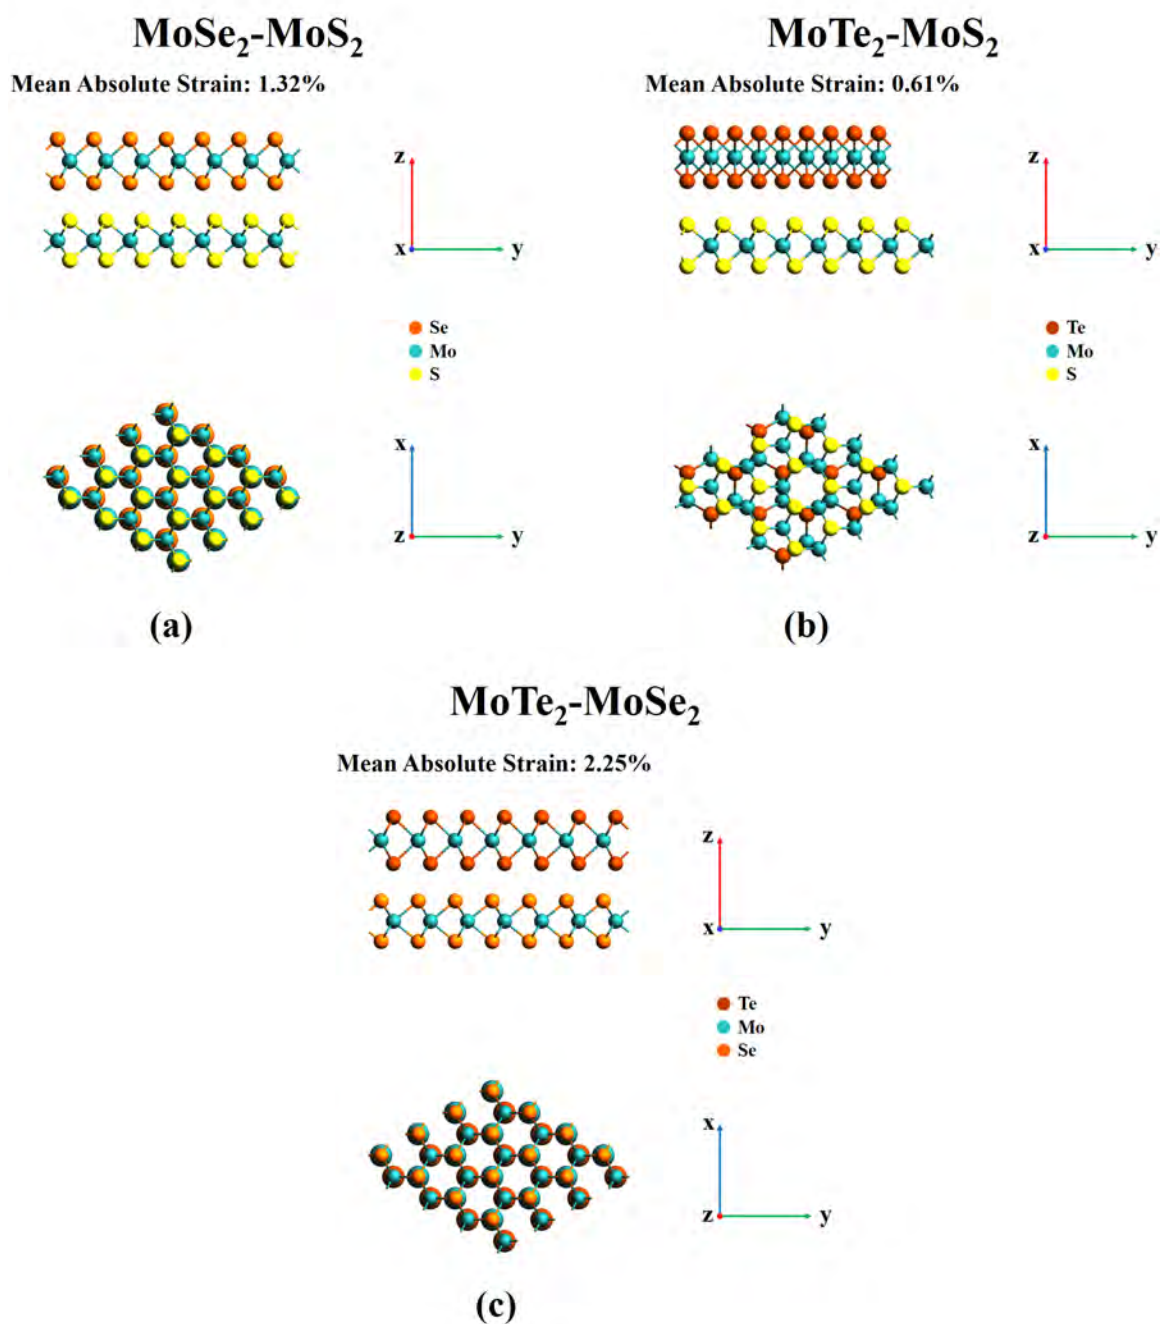 MoSe₂-MoS₂
Mean Absolute Strain: 1.32%
z
x
y
Se
Mo
S
x
z
y
(a)
MoTe₂-MoS₂
Mean Absolute Strain: 0.61%
z
x
y
Te
Mo
S
x
z
y
(b)
MoTe₂-MoSe₂
Mean Absolute Strain: 2.25%
z
x
y
Te
Mo
Se
x
z
y
(c)